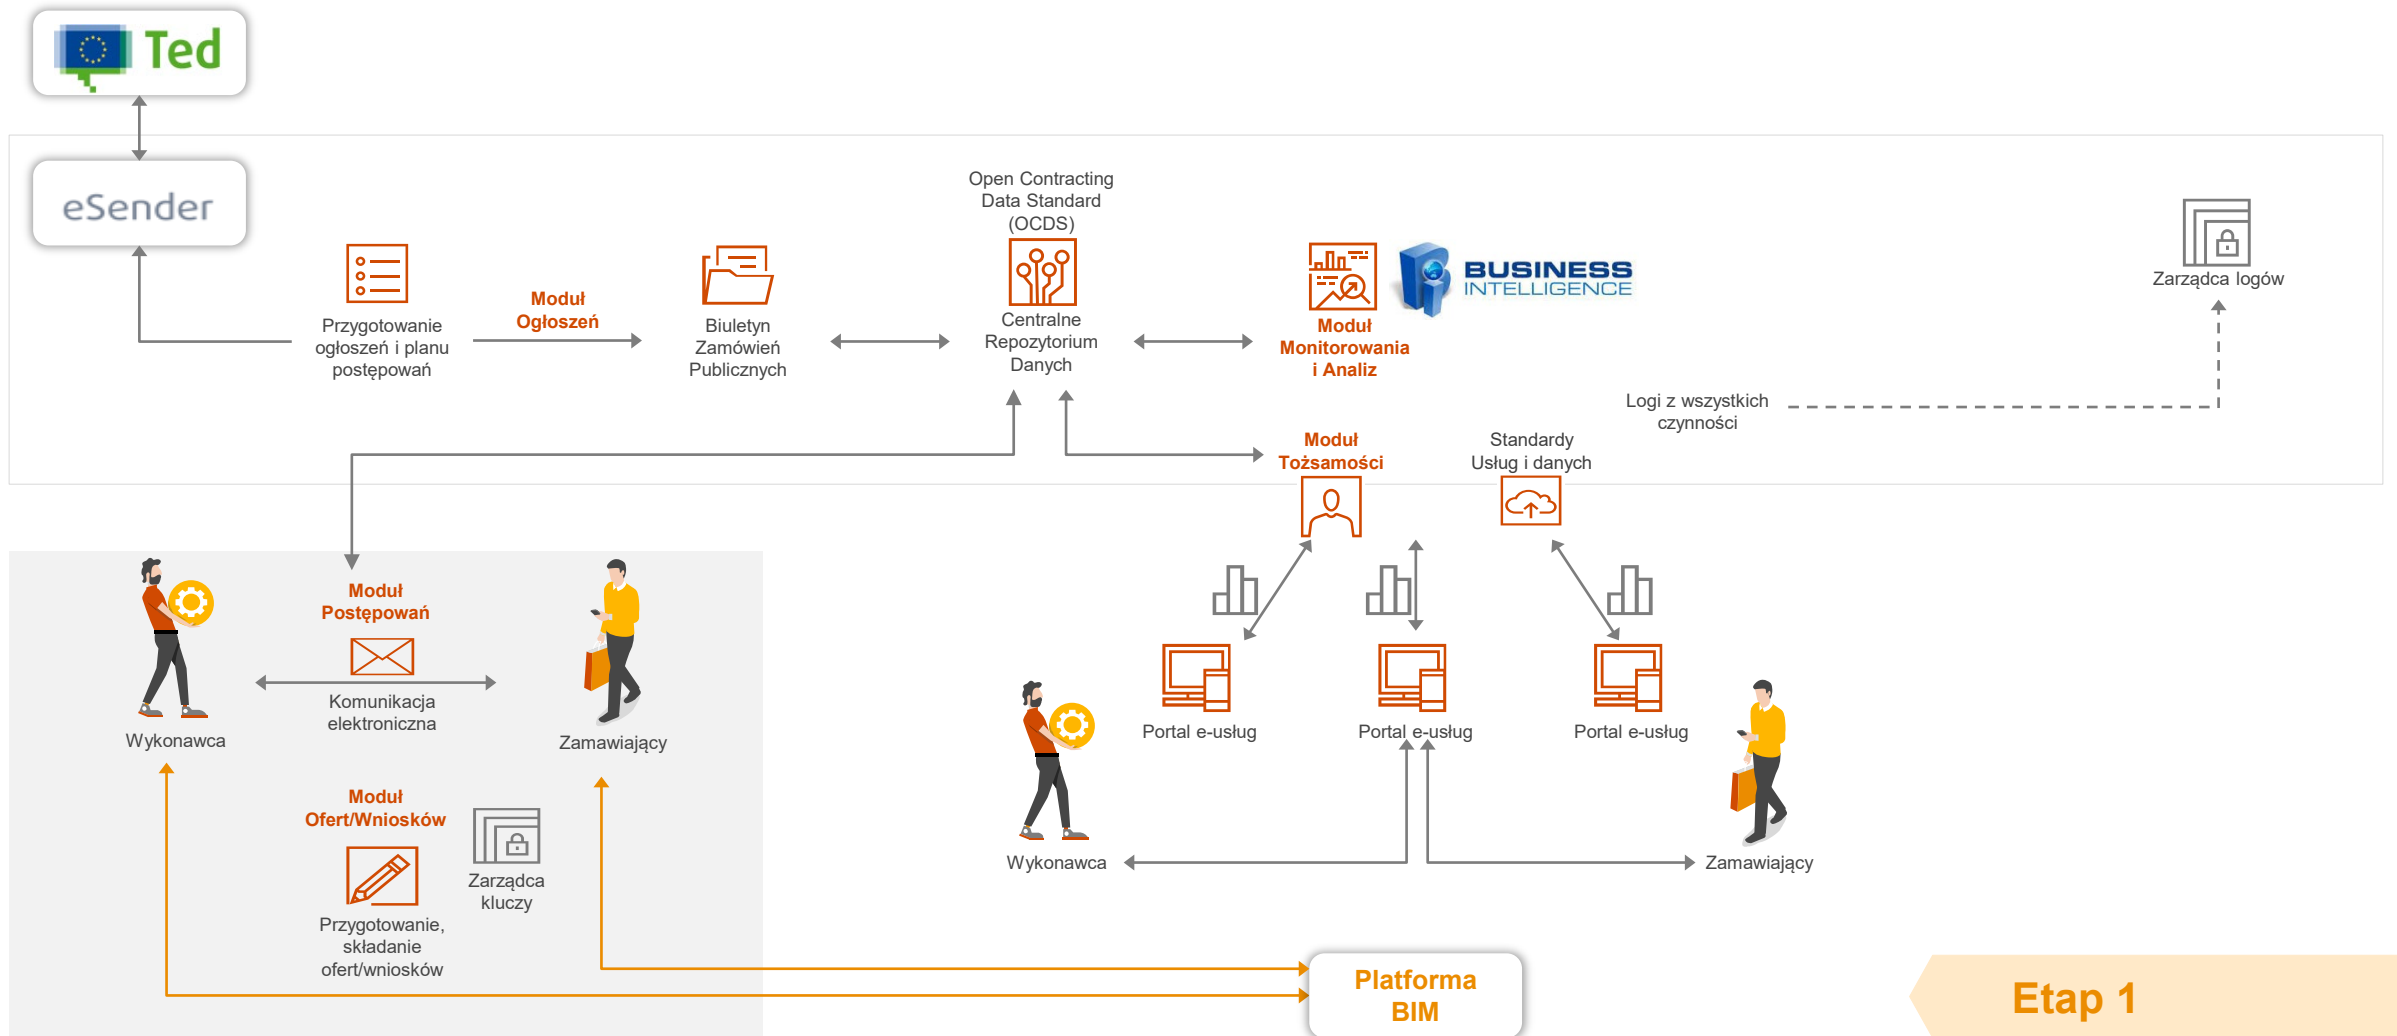 Ted
eSender
Open Contracting
Data Standard
(OCDS)
BUSINESS
INTELLIGENCE
Zarządca logów
Moduł
Ogłoszeń
Przygotowanie
ogłoszeń i planu
postępowań
Biuletyn
Zamówień
Publicznych
Centralne
Repozytorium
Danych
Moduł
Monitorowania
i Analiz
Logi z wszystkich
czynności
Moduł
Tożsamości
Standardy
Usług i danych
Moduł
Postępowań
Komunikacja
elektroniczna
Wykonawca
Zamawiający
Portal e-usług
Portal e-usług
Portal e-usług
Moduł
Ofert/Wniosków
Zarządca
kluczy
Przygotowanie,
składanie
ofert/wniosków
Wykonawca
Zamawiający
Platforma
BIM
Etap 1